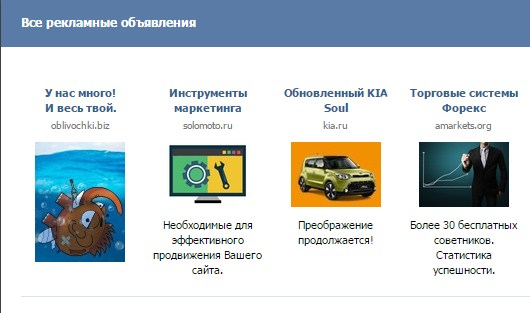 Все рекламные объявления
У нас много!
И весь твой.
oblivochki.biz
Инструменты
маркетинга
solomoto.ru
Необходимые для
эффективного
продвижения Вашего
сайта.
Обновленный KIA
Soul
kia.ru
Преображение
продолжается!
Торговые системы
Форекс
amarkets.org
Более 30 бесплатных
советников.
Статистика
успешности.